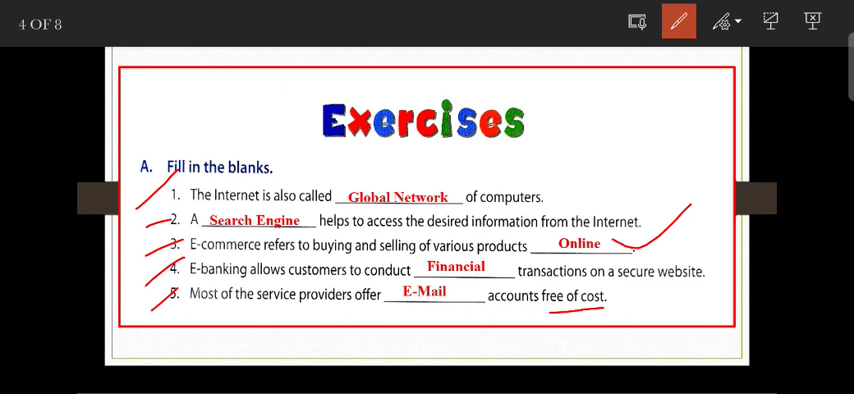 4 OF 8
Exercises
A. Fill in the blanks.
1. The Internet is also called Global Network of computers.
2. A Search Engine helps to access the desired information from the Internet.
3. E-commerce refers to buying and selling of various products Online.
4. E-banking allows customers to conduct Financial transactions on a secure website.
5. Most of the service providers offer E-Mail accounts free of cost.